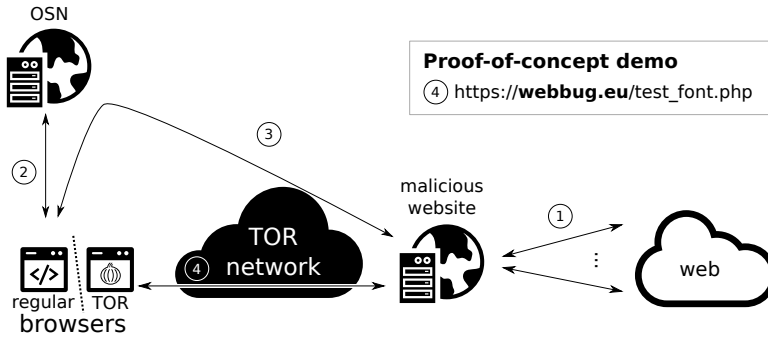 OSN
Proof-of-concept demo
④ https://webbug.eu/test_font.php
③
②
malicious
website
①
TOR
network
④
...
web
</>
regular
TOR
browsers